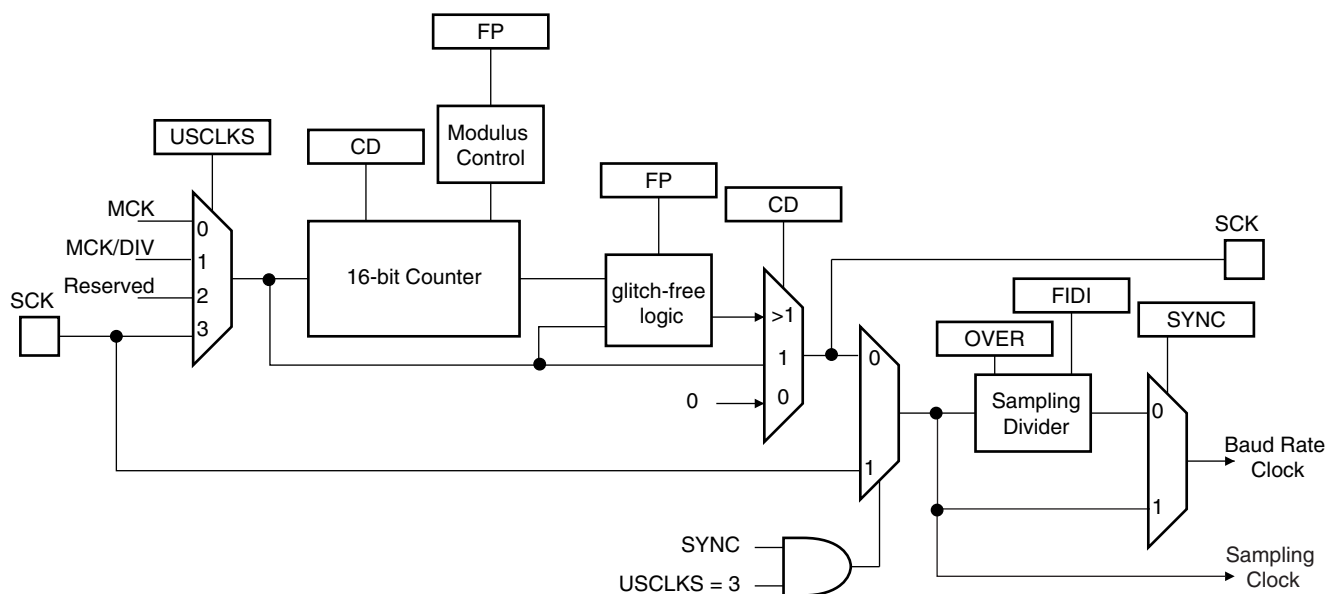 FP
USCLKS
CD
Modulus
Control
FP
CD
MCK
0
MCK/DIV
1
Reserved
2
SCK
3
16-bit Counter
glitch-free
logic
>1
1
0
0
SCK
FIDI
OVER
SYNC
0
1
Sampling
Divider
0
1
Baud Rate
Clock
SYNC
USCLKS = 3
Sampling
Clock